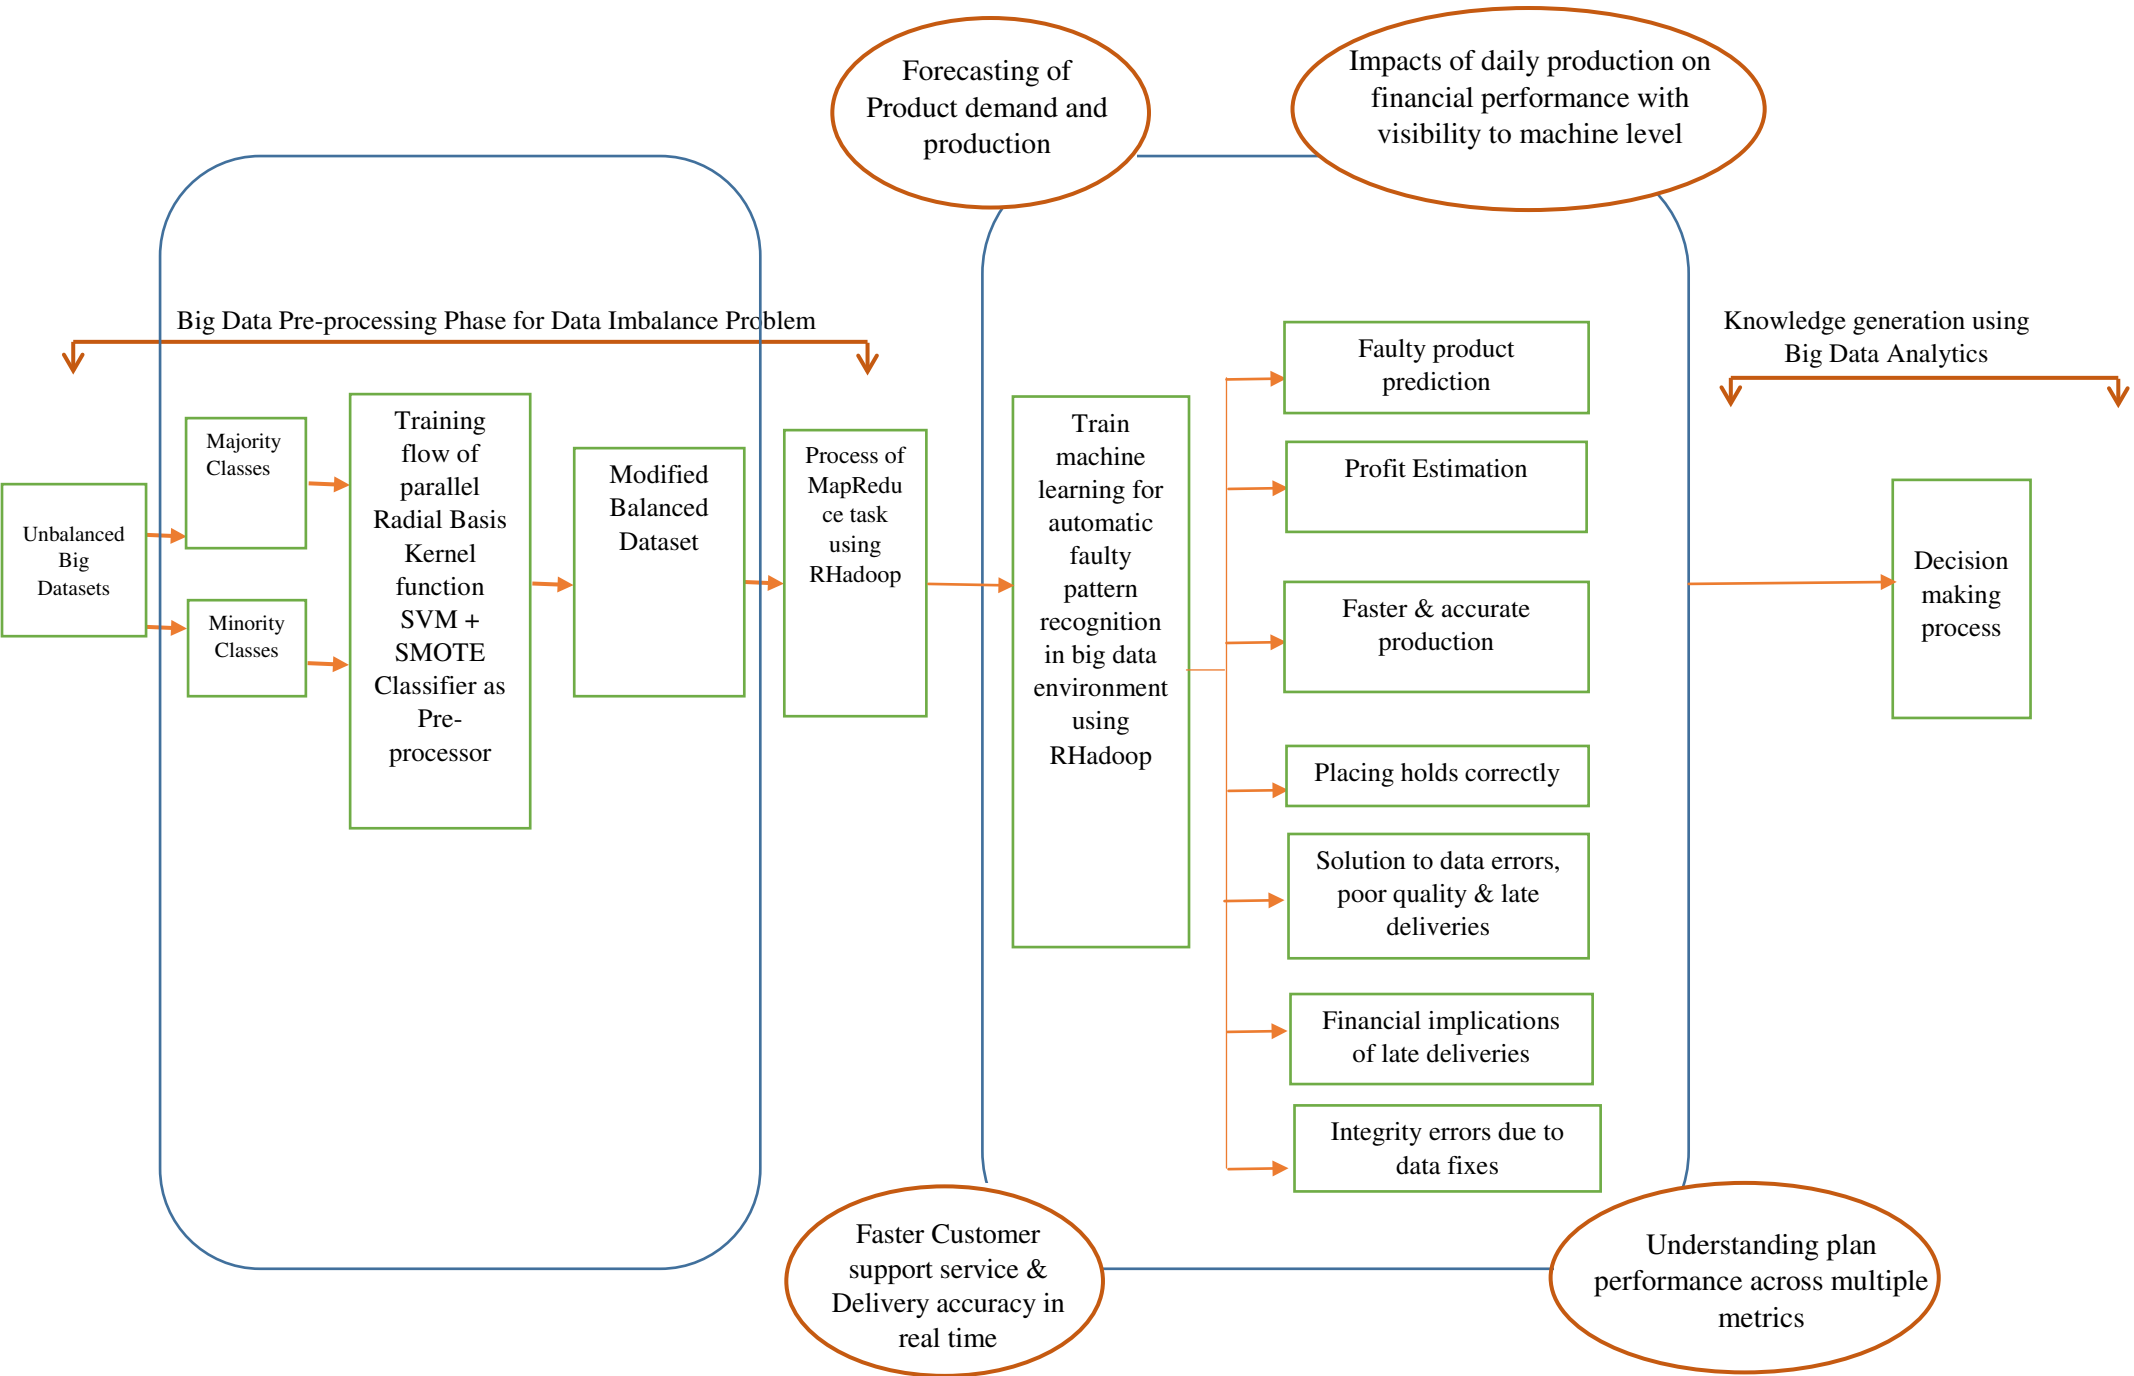 Forecasting of
Product demand and
production
Impacts of daily production on
financial performance with
visibility to machine level
Big Data Pre-processing Phase for Data Imbalance Problem
Knowledge generation using
Big Data Analytics
Unbalanced
Big
Datasets
Majority
Classes
Minority
Classes
Training
flow of
parallel
Radial Basis
Kernel
function
SVM +
SMOTE
Classifier as
Pre-
processor
Modified
Balanced
Dataset
Process of
MapRedu
ce task
using
RHadoop
Train
machine
learning for
automatic
faulty
pattern
recognition
in big data
environment
using
RHadoop
Faulty product
prediction
Profit Estimation
Faster & accurate
production
Placing holds correctly
Solution to data errors,
poor quality & late
deliveries
Financial implications
of late deliveries
Integrity errors due to
data fixes
Decision
making
process
Faster Customer
support service &
Delivery accuracy in
real time
Understanding plan
performance across multiple
metrics